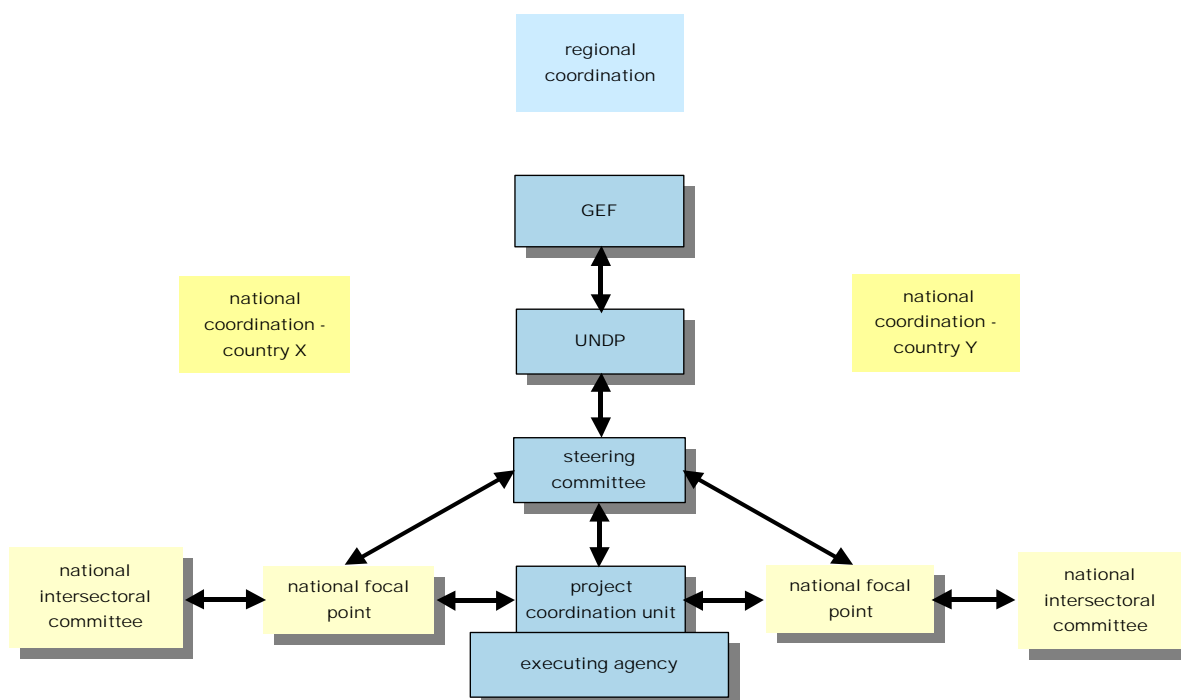 regional
coordination
GEF
national
coordination -
country X
national
coordination -
country Y
UNDP
steering
committee
national
intersectoral
committee
national focal
point
project
coordination unit
national focal
point
national
intersectoral
committee
executing agency